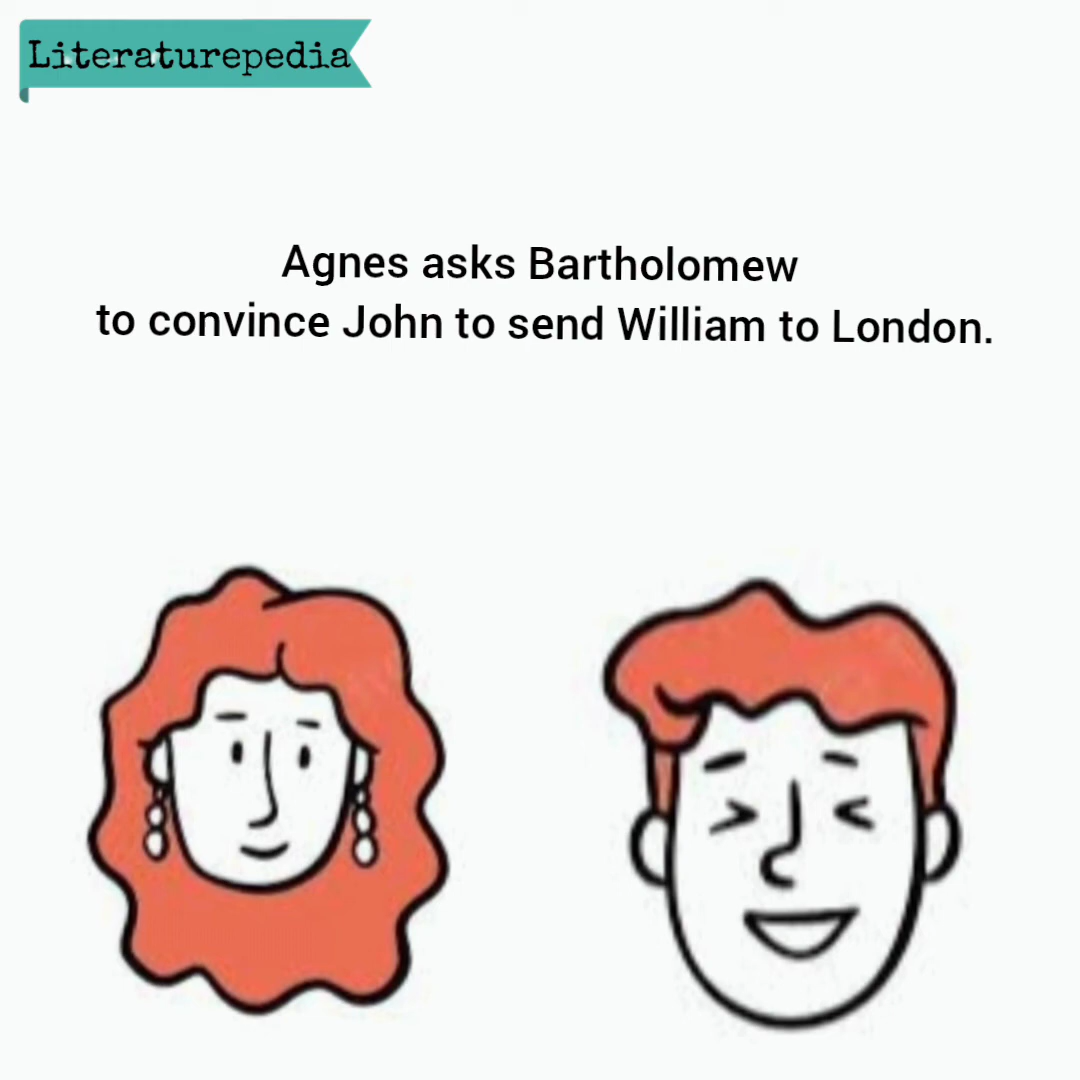 Literaturepedia
Agnes asks Bartholomew
to convince John to send William to London.